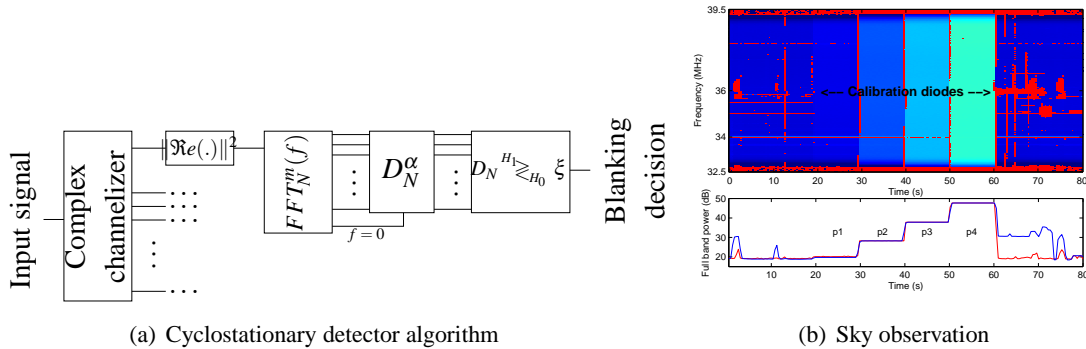 Input signal
Complex
channelizer
‖ℜe(.)‖²
FFT_N^m(f)
f=0
D_N^α
D_N ≷ ξ
H_1
H_0
Blanking
decision
(a) Cyclostationary detector algorithm
Frequency (MHz)
39.5
36
34
32.5
<−− Calibration diodes −−>
0 10 20 30 40 50 60 70 80
Time (s)
Full band power (dB)
50
40
30
20
p1 p2 p3 p4
10 20 30 40 50 60 70 80
Time (s)
(b) Sky observation